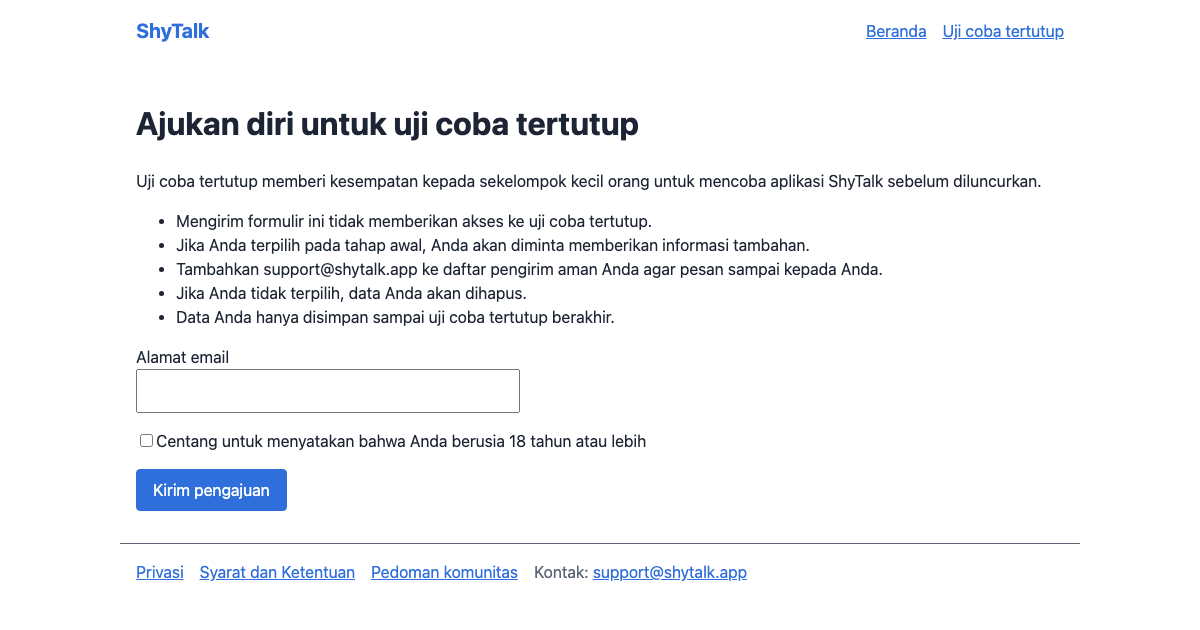 ShyTalk
Beranda Uji coba tertutup
Ajukan diri untuk uji coba tertutup
Uji coba tertutup memberi kesempatan kepada sekelompok kecil orang untuk mencoba aplikasi ShyTalk sebelum diluncurkan.
• Mengirim formulir ini tidak memberikan akses ke uji coba tertutup.
• Jika Anda terpilih pada tahap awal, Anda akan diminta memberikan informasi tambahan.
• Tambahkan support@shytalk.app ke daftar pengirim aman Anda agar pesan sampai kepada Anda.
• Jika Anda tidak terpilih, data Anda akan dihapus.
• Data Anda hanya disimpan sampai uji coba tertutup berakhir.
Alamat email
Centang untuk menyatakan bahwa Anda berusia 18 tahun atau lebih
Kirim pengajuan
Privasi Syarat dan Ketentuan Pedoman komunitas Kontak: support@shytalk.app